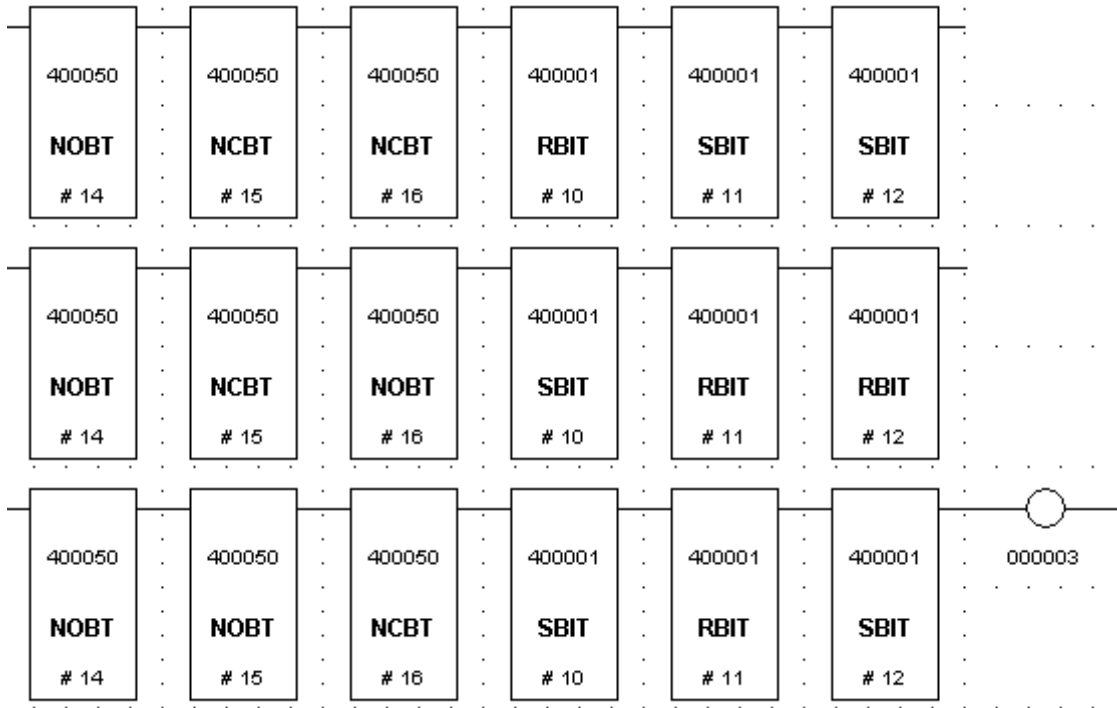 400050 400050 400050 400001 400001 400001
NOBT NCBT NCBT RBIT SBIT SBIT
# 14 # 15 # 16 # 10 # 11 # 12
400050 400050 400050 400001 400001 400001
NOBT NCBT NOBT SBIT RBIT RBIT
# 14 # 15 # 16 # 10 # 11 # 12
400050 400050 400050 400001 400001 400001 000003
NOBT NOBT NCBT SBIT RBIT SBIT
# 14 # 15 # 16 # 10 # 11 # 12